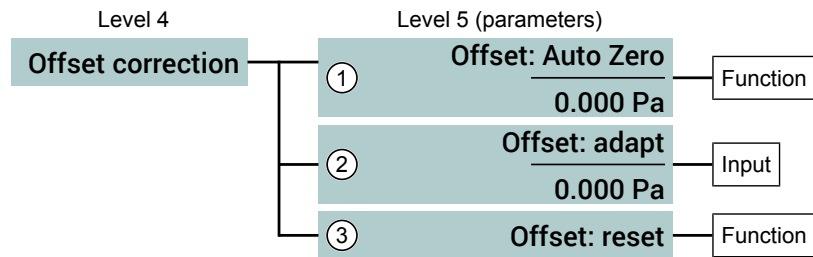 Level 4
Level 5 (parameters)
Offset correction
1
Offset: Auto Zero
0.000 Pa
Function
2
Offset: adapt
0.000 Pa
Input
3
Offset: reset
Function